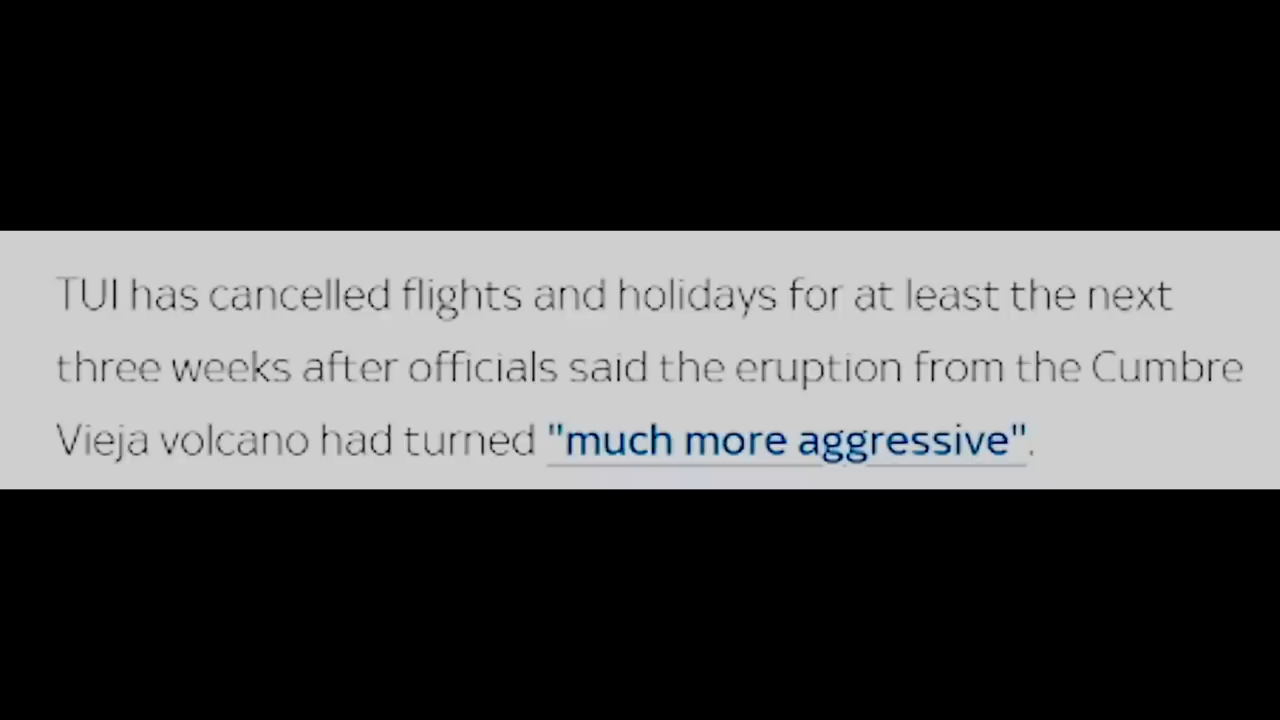 TUI has cancelled flights and holidays for at least the next
three weeks after officials said the eruption from the Cumbre
Vieja volcano had turned "much more aggressive".